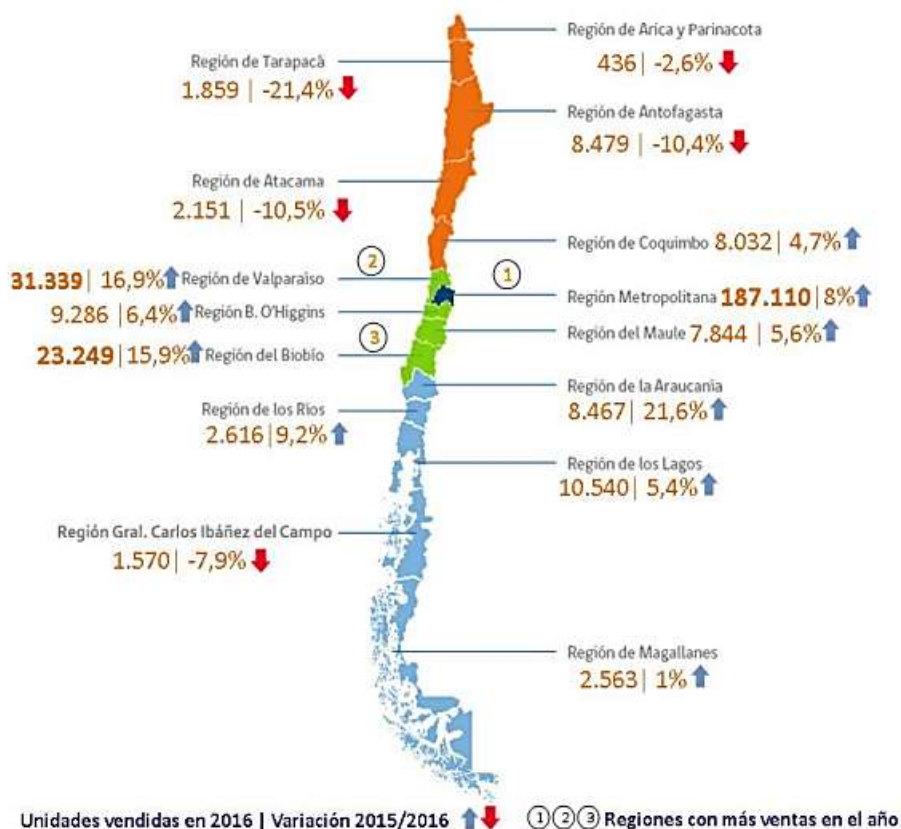 Región de Arica y Parinacota
436 | -2,6%
Región de Tarapacá
1.859 | -21,4%
Región de Antofagasta
8.479 | -10,4%
Región de Atacama
2.151 | -10,5%
Región de Coquimbo 8.032 | 4,7%
2
1
31.339 | 16,9% Región de Valparaíso
Región Metropolitana 187.110 | 8%
9.286 | 6,4% Región B. O'Higgins
Región del Maule 7.844 | 5,6%
3
23.249 | 15,9% Región del Biobío
Región de la Araucanía
8.467 | 21,6%
Región de los Ríos
2.616 | 9,2%
Región de los Lagos
10.540 | 5,4%
Región Gral. Carlos Ibáñez del Campo
1.570 | -7,9%
Región de Magallanes
2.563 | 1%
Unidades vendidas en 2016 | Variación 2015/2016
1 2 3 Regiones con más ventas en el año